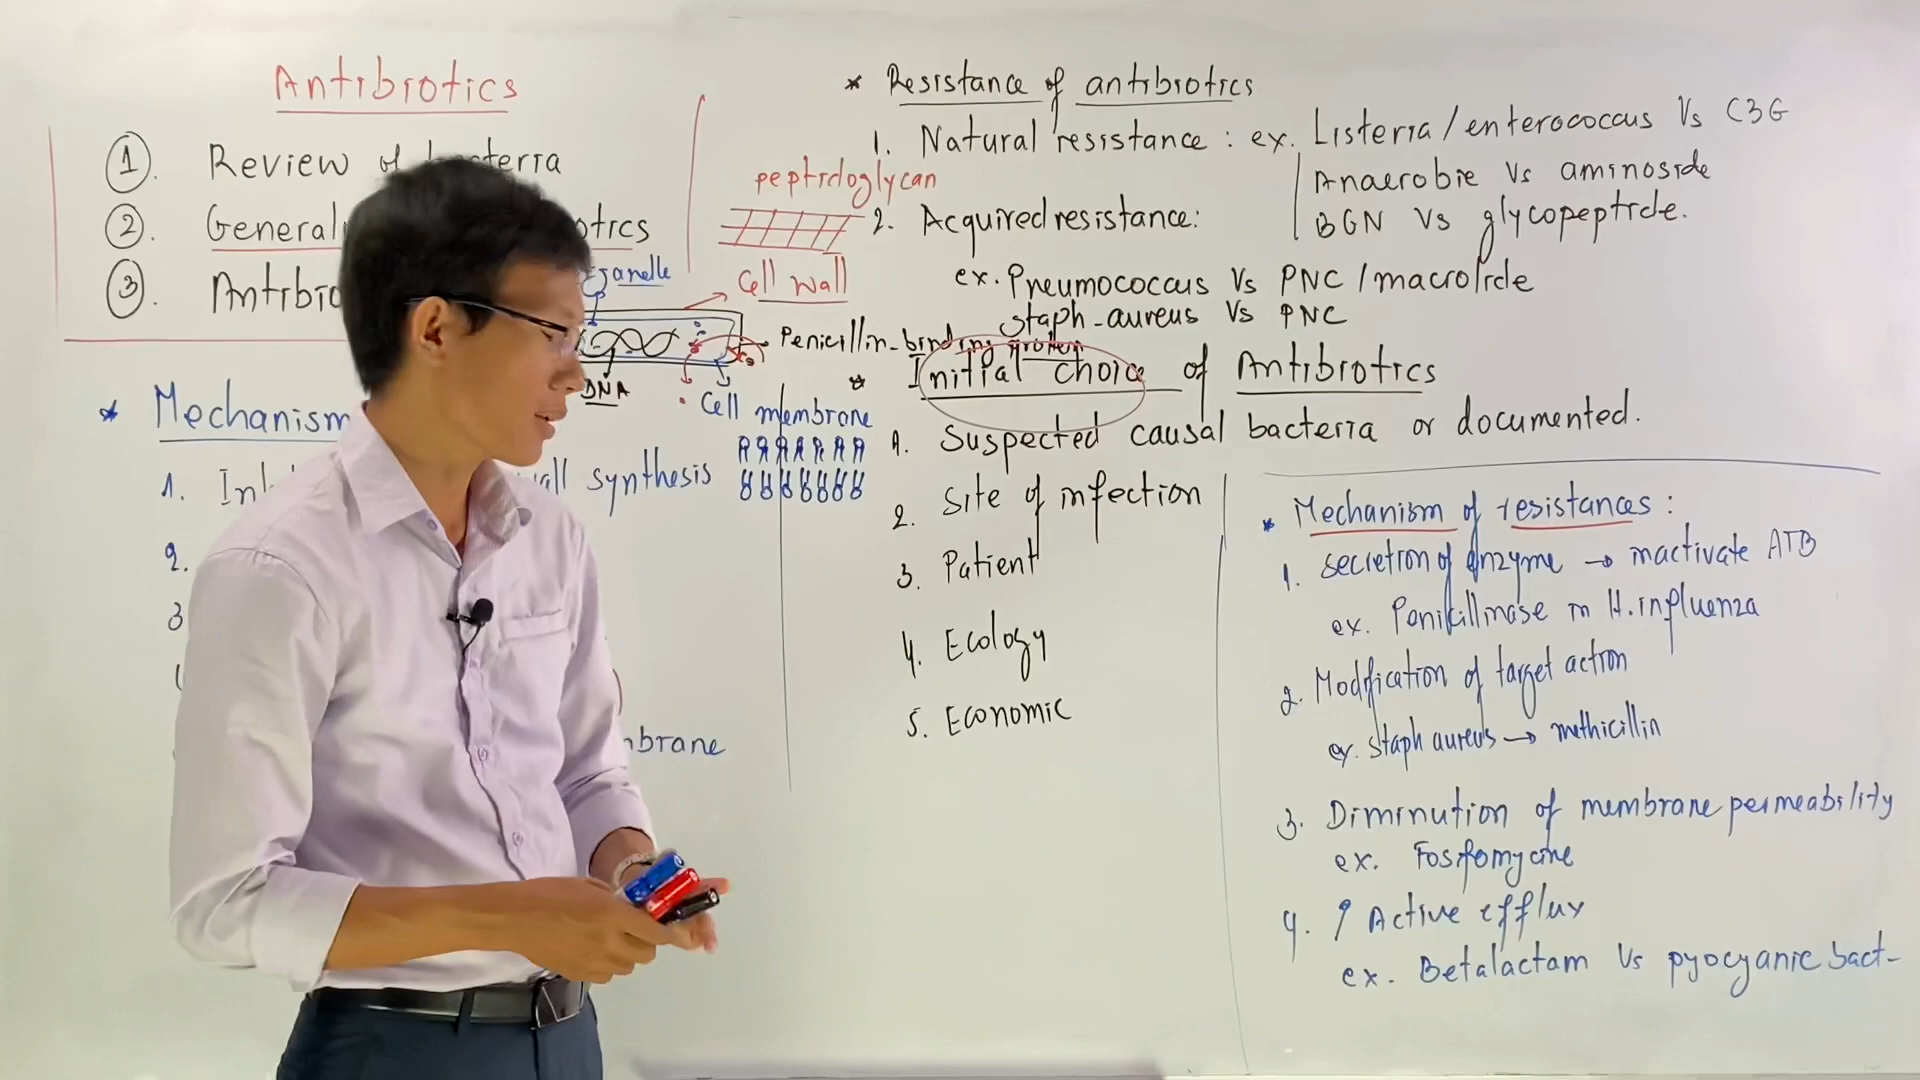 Antibiotics
1. Review of bacteria
2. General
3. Antibio
peptidoglycan
Cell wall
Penicillin-binding protein
DNA
Cell membrane
* Mechanism
1. wall synthesis
2.
3
* Resistance of antibiotics
1. Natural resistance : ex. Listeria/enterococcus Vs C3G
Anaerobie Vs aminoside
BGN Vs glycopeptide.
2. Acquired resistance:
ex. Pneumococcus Vs PNC / macrolide
staph-aureus Vs PNC
* Initial choice of Antibiotics
1. Suspected causal bacteria or documented.
2. Site of infection
3. Patient
4. Ecology
5. Economic
* Mechanism of resistances :
1. Secretion of enzyme → inactivate ATB
ex. Penikillinase in H.influenza
2. Modification of target action
ex. staph aureus → methicillin
3. Diminution of membrane permeability
ex. Fosfomycine
4. ↑ Active efflux
ex. Betalactam Vs pyocyanic bact-